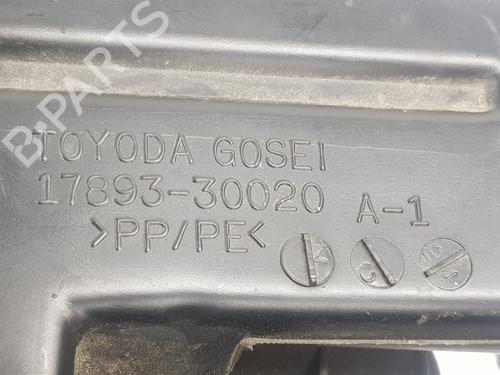 B-PARTS
TOYODA GOSEI
17893-30020 A-1
>PP/PE<